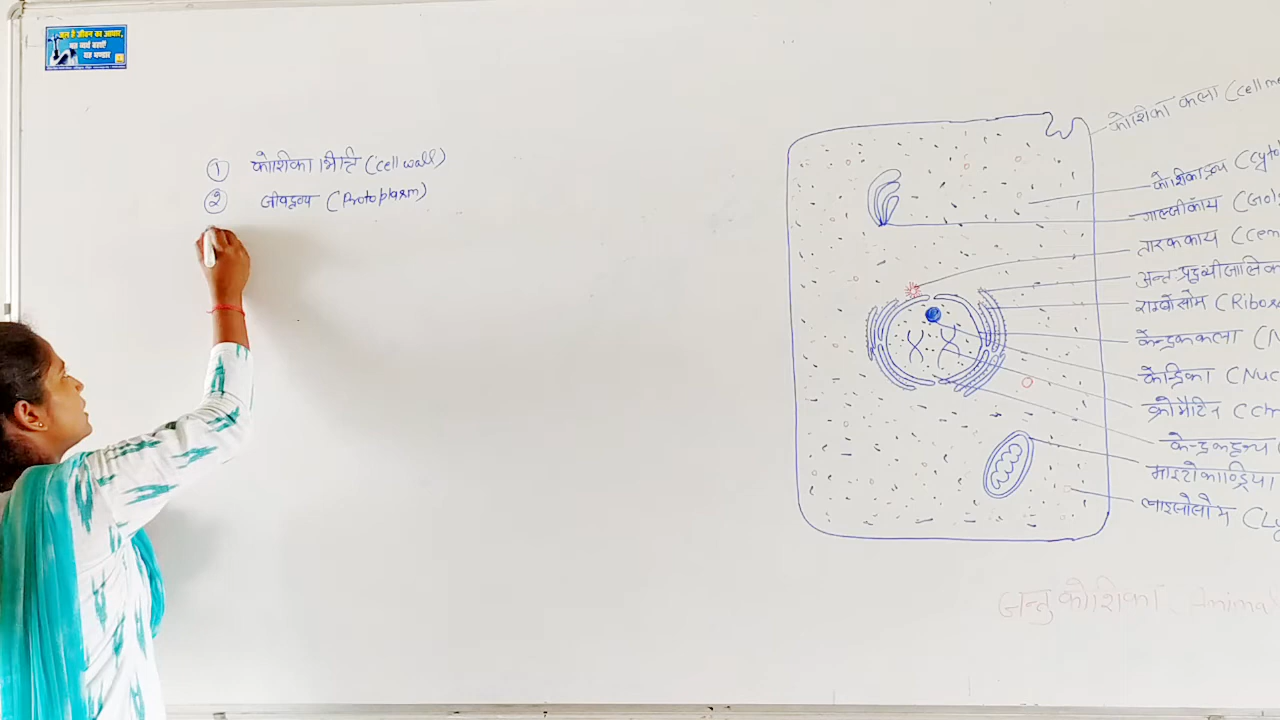 जल है जीवन का आधार,
① कोशिका भित्ति (cell wall)
② जीवद्रव्य (Protoplasm)
कोशिका कला (cell me
कोशिकाद्रव्य (cyto
गाल्जीकाय (Gol
तारककाय (Cen
अन्तः प्रद्रव्यीजालिका
राइबोसोम (Ribos
केन्द्रककला (N
केंद्रिका (Nuc
क्रोमैटिन (Ch
केन्द्रकद्रव्य (
माइटोकाण्ड्रिया
लाइसोसोम (Ly
जन्तु कोशिका (Anima